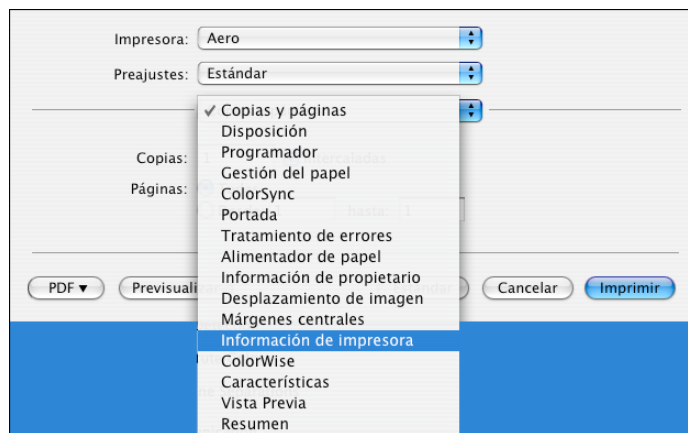 Impresora: Aero
Preajustes: Estándar
✓ Copias y páginas
Disposición
Programador
Copias:
Gestión del papel
Páginas:
ColorSync
Portada
hasta: 1
Tratamiento de errores
Alimentador de papel
Información de propietario
PDF ▼ Previsualizar Cancelar Imprimir
Desplazamiento de imagen
Márgenes centrales
Información de impresora
ColorWise
Características
Vista Previa
Resumen